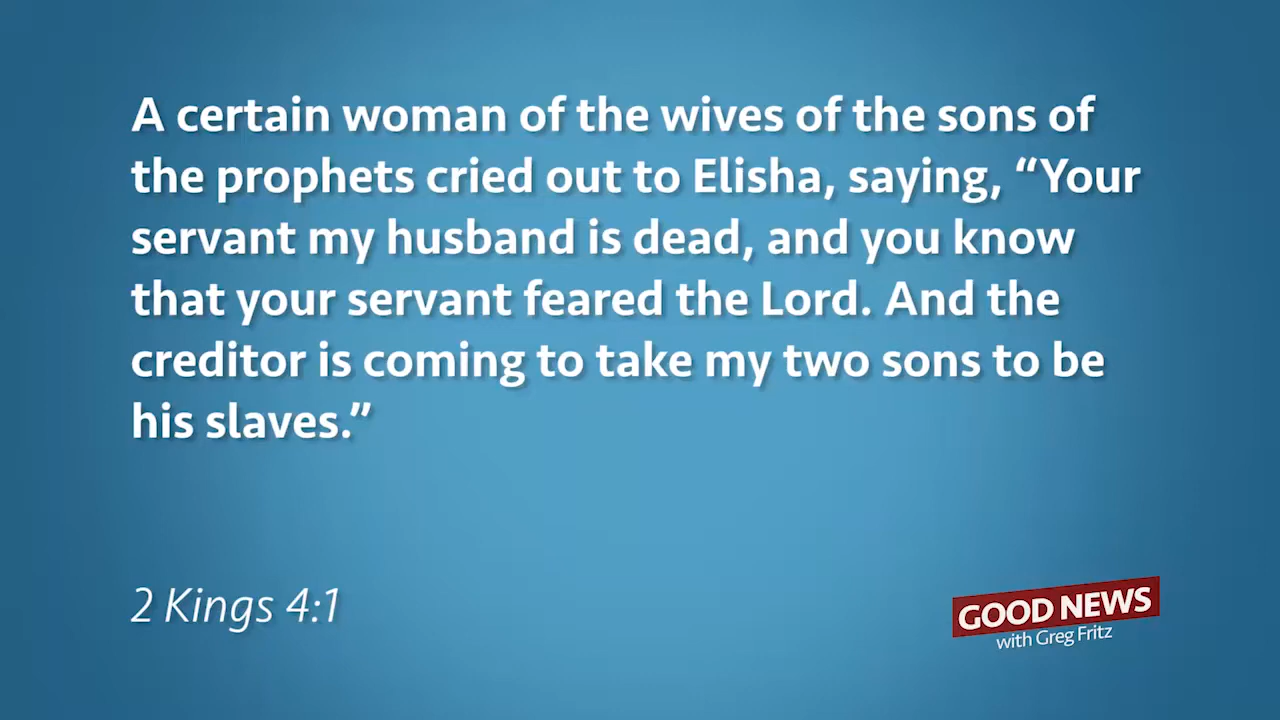 A certain woman of the wives of the sons of
the prophets cried out to Elisha, saying, “Your
servant my husband is dead, and you know
that your servant feared the Lord. And the
creditor is coming to take my two sons to be
his slaves.”
2 Kings 4:1
GOOD NEWS
with Greg Fritz